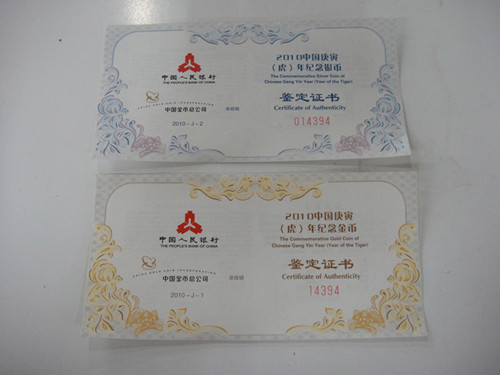 中国人民银行
THE PEOPLE'S BANK OF CHINA
中国金币总公司
2010-J-2
2010中国庚寅
(虎)年纪念银币
The Commemorative Silver Coin of
Chinese Geng Yin Year (Year of the Tiger)
鉴定证书
Certificate of Authenticity
014394
中国人民银行
THE PEOPLE'S BANK OF CHINA
CHINA GOLD COIN INCORPORATION
中国金币总公司
2010-J-1
2010中国庚寅
(虎)年纪念金币
The Commemorative Gold Coin of
Chinese Geng Yin Year (Year of the Tiger)
鉴定证书
Certificate of Authenticity
14394